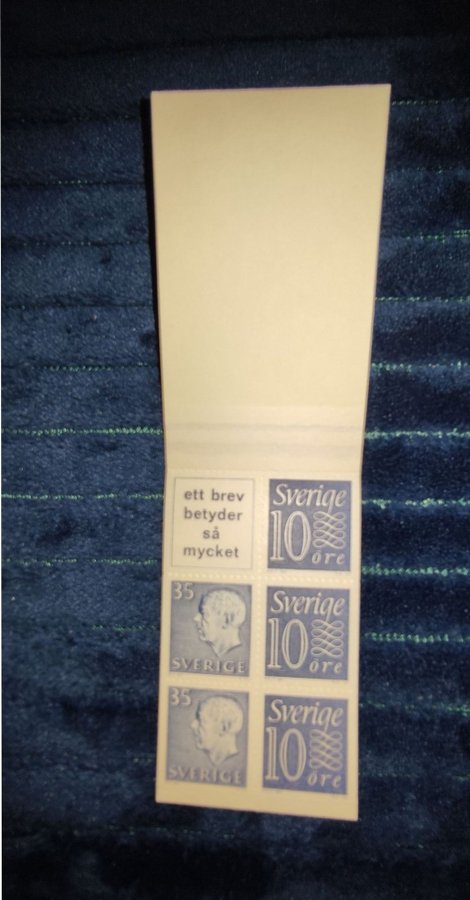 ett brev
betyder
så
mycket
Sverige
10
öre
35
SVERIGE
Sverige
10
öre
35
SVERIGE
Sverige
10
öre